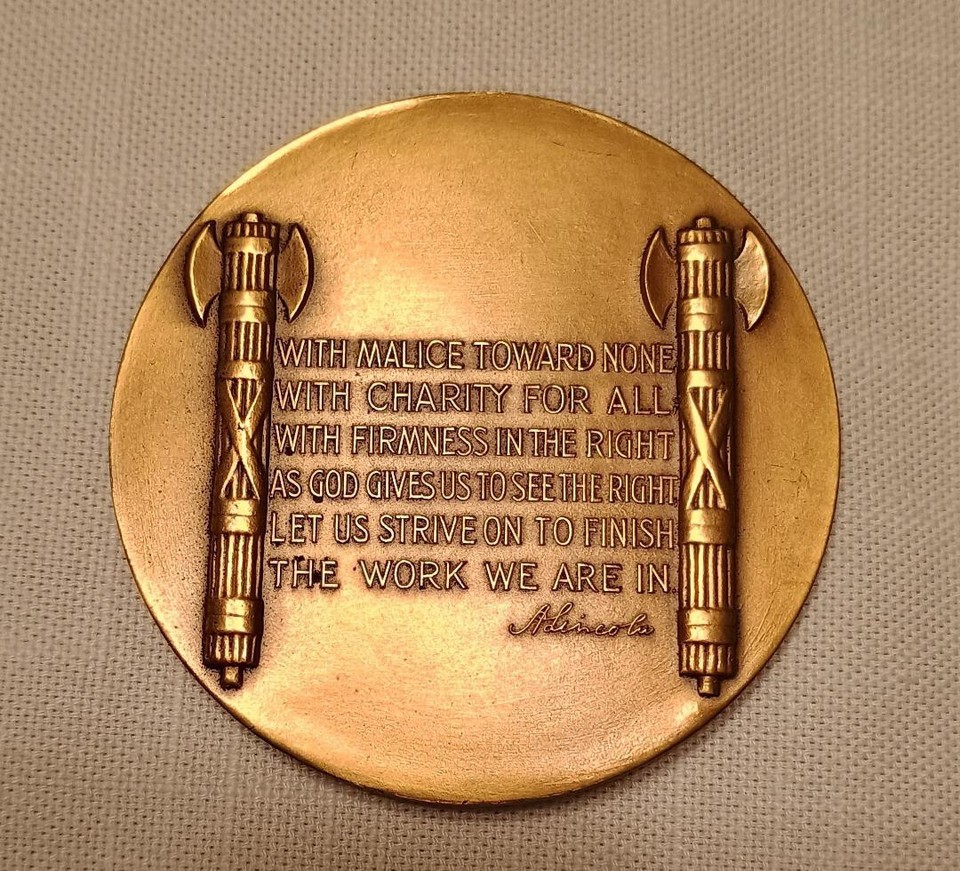 WITH MALICE TOWARD NONE
WITH CHARITY FOR ALL,
WITH FIRMNESS IN THE RIGHT
AS GOD GIVES US TO SEE THE RIGHT
LET US STRIVE ON TO FINISH
THE WORK WE ARE IN.
A Lincoln